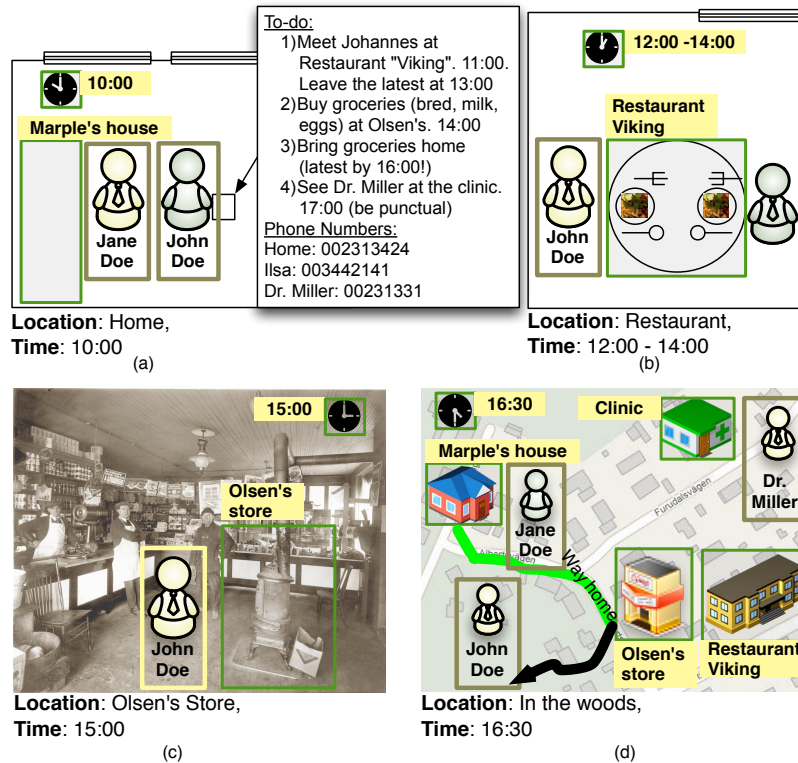 10:00
Marple's house
Jane
Doe
John
Doe
Location: Home,
Time: 10:00
(a)
To-do:
1)Meet Johannes at
Restaurant "Viking". 11:00.
Leave the latest at 13:00
2)Buy groceries (bred, milk,
eggs) at Olsen's. 14:00
3)Bring groceries home
(latest by 16:00!)
4)See Dr. Miller at the clinic.
17:00 (be punctual)
Phone Numbers:
Home: 002313424
Ilsa: 003442141
Dr. Miller: 00231331
12:00 -14:00
Restaurant
Viking
John
Doe
Location: Restaurant,
Time: 12:00 - 14:00
(b)
15:00
Olsen's
store
John
Doe
Location: Olsen's Store,
Time: 15:00
(c)
16:30
Clinic
Marple's house
Jane
Doe
Dr.
Miller
Furudalsvägen
Way home
John
Doe
Olsen's
store
Restaurant
Viking
Location: In the woods,
Time: 16:30
(d)